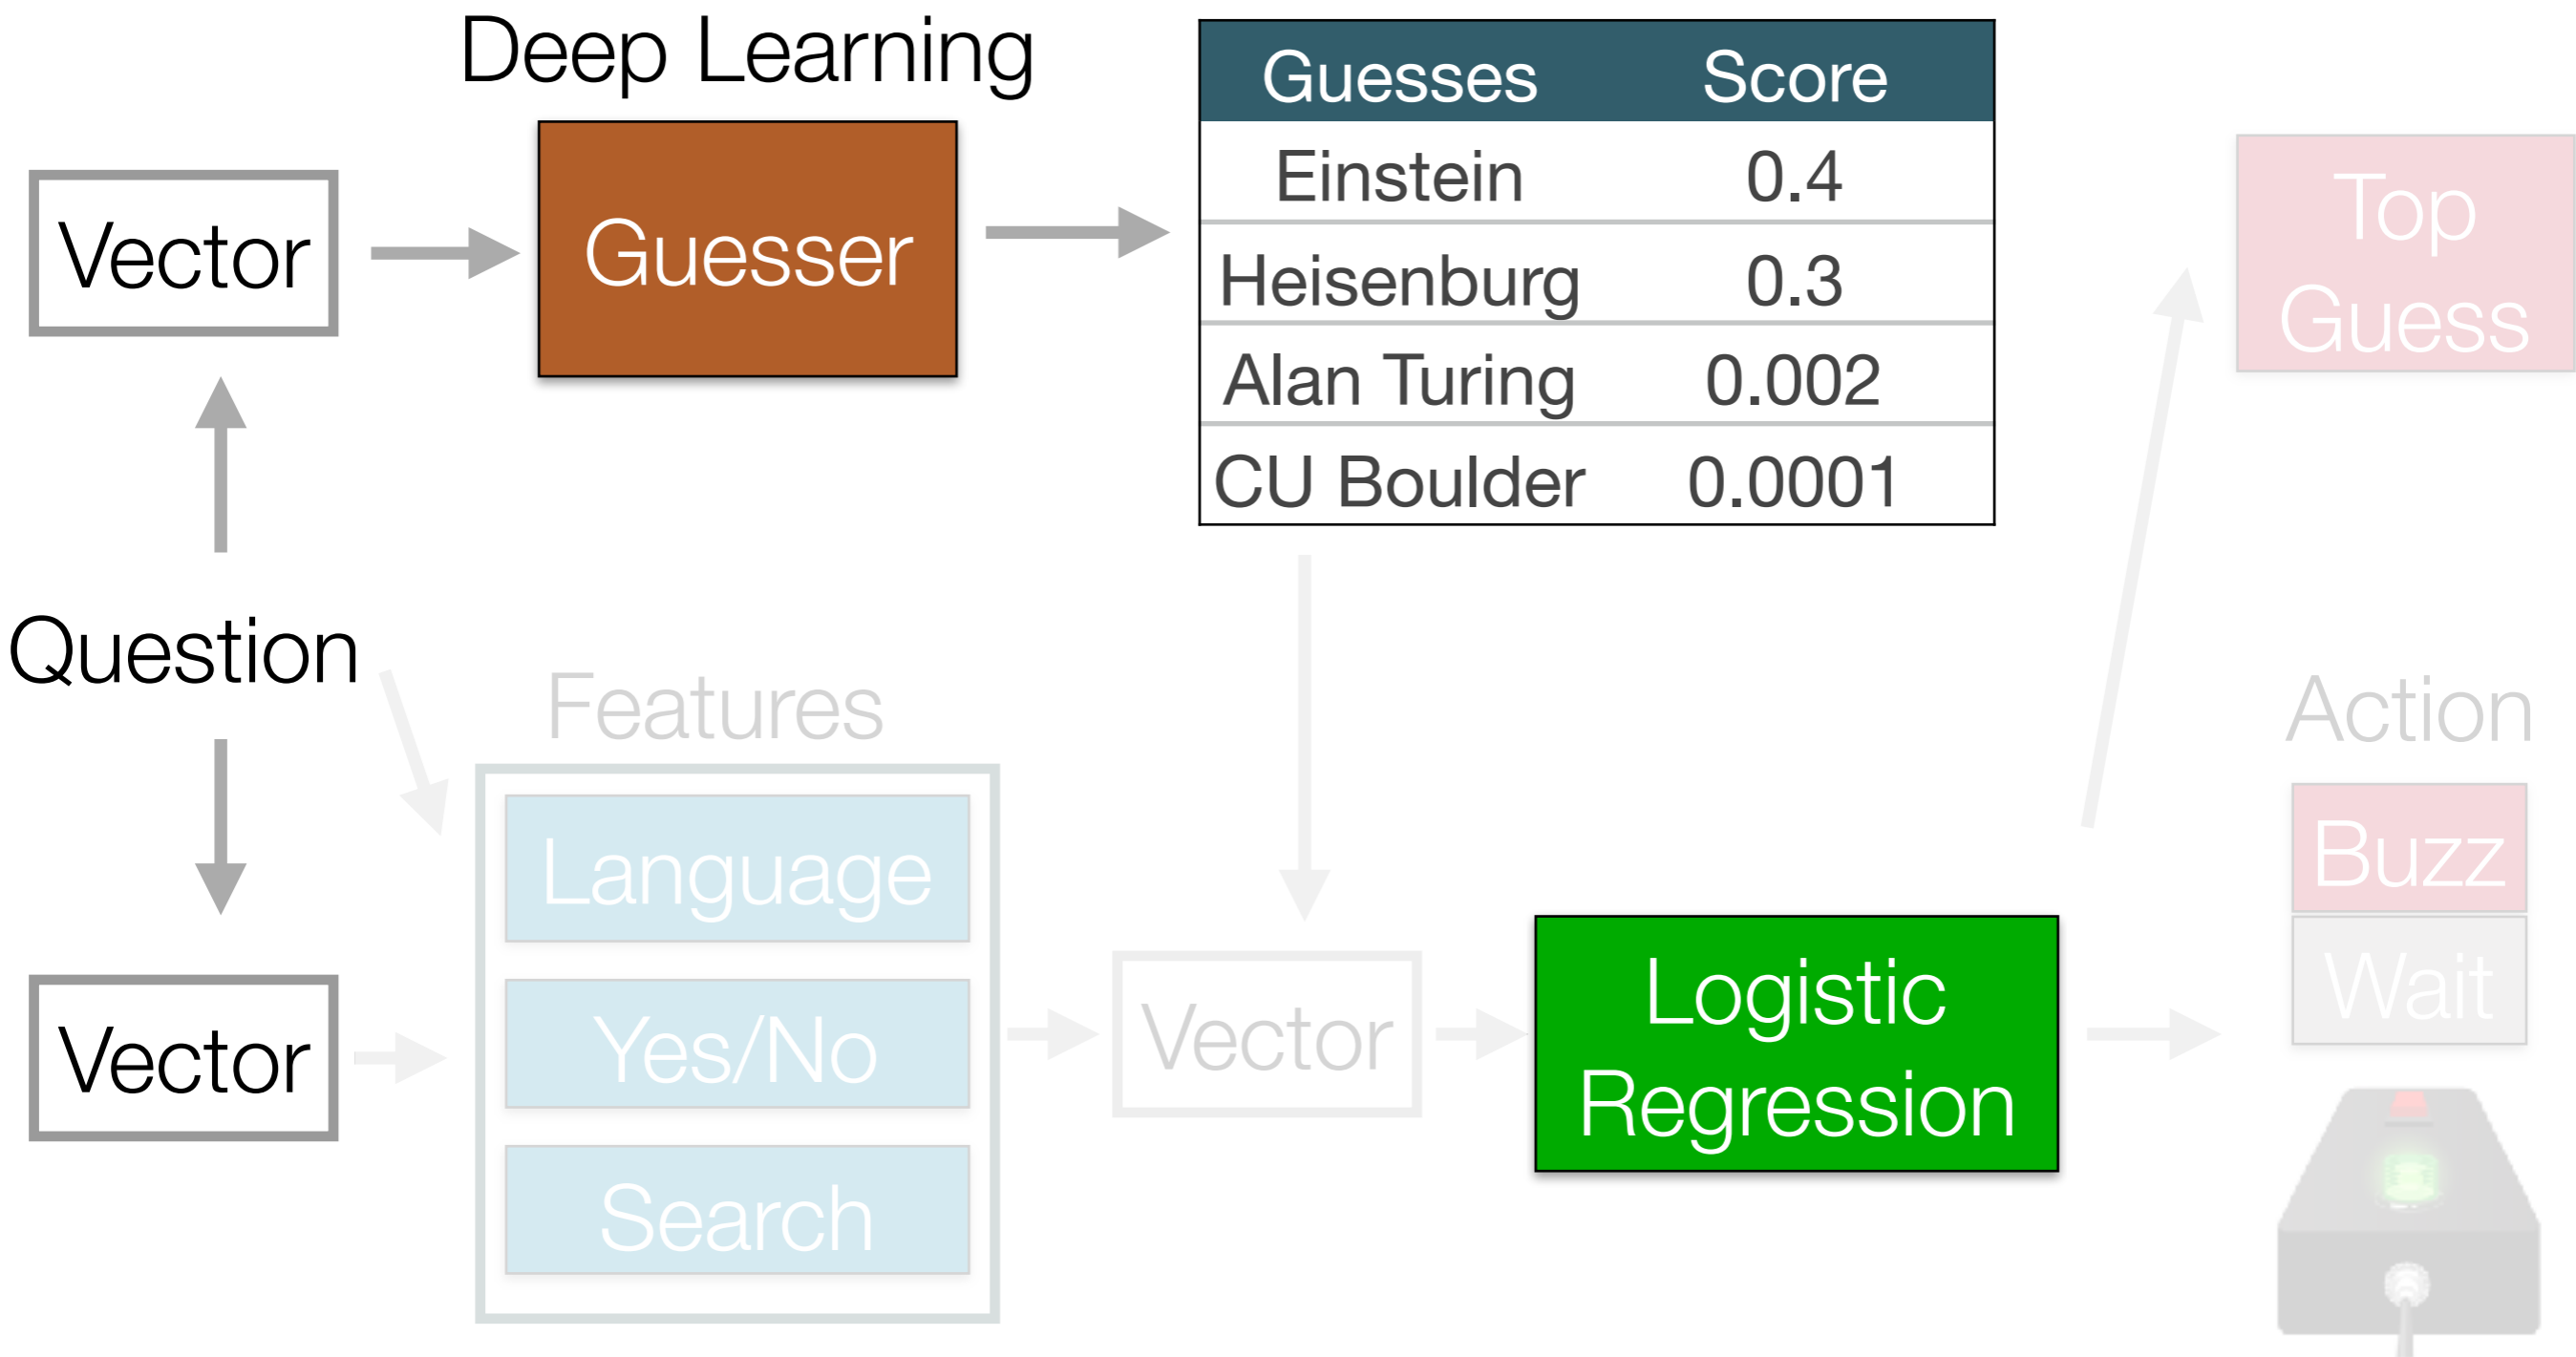 Deep Learning
Guesses Score
Einstein 0.4
Heisenburg 0.3
Alan Turing 0.002
CU Boulder 0.0001
Vector
Guesser
Top
Guess
Question
Features
Language
Yes/No
Search
Vector
Vector
Logistic
Regression
Action
Buzz
Wait